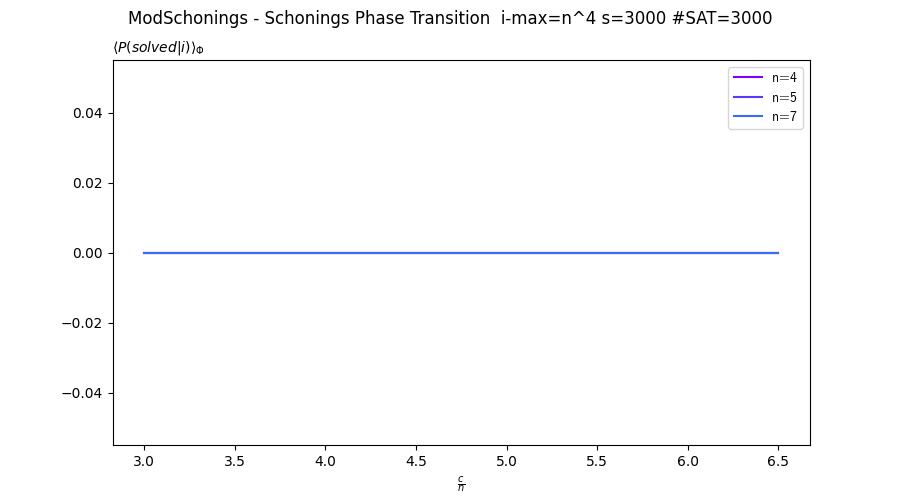 ModSchonings - Schonings Phase Transition  i-max=n^4 s=3000 #SAT=3000
⟨P(solved|i)⟩Φ
n=4
n=5
n=7
0.04
0.02
0.00
−0.02
−0.04
3.0 3.5 4.0 4.5 5.0 5.5 6.0 6.5
c/n